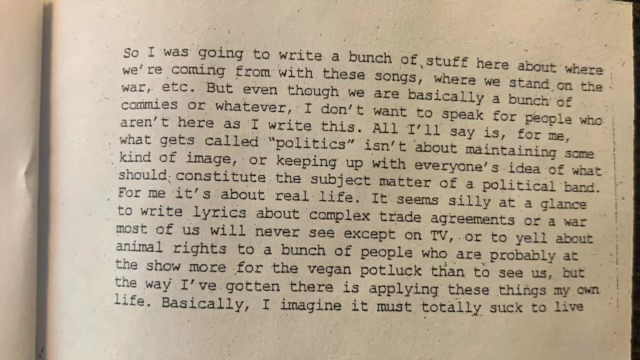 So I was going to write a bunch of stuff here about where
we're coming from with these songs, where we stand on the
war, etc. But even though we are basically a bunch of
commies or whatever, I don't want to speak for people who
aren't here as I write this. All I'll say is, for me,
what gets called "politics" isn't about maintaining some
kind of image, or keeping up with everyone's idea of what
should constitute the subject matter of a political band.
For me it's about real life. It seems silly at a glance
to write lyrics about complex trade agreements or a war
most of us will never see except on TV, or to yell about
animal rights to a bunch of people who are probably at
the show more for the vegan potluck than to see us, but
the way I've gotten there is applying these things my own
life. Basically, I imagine it must totally suck to live